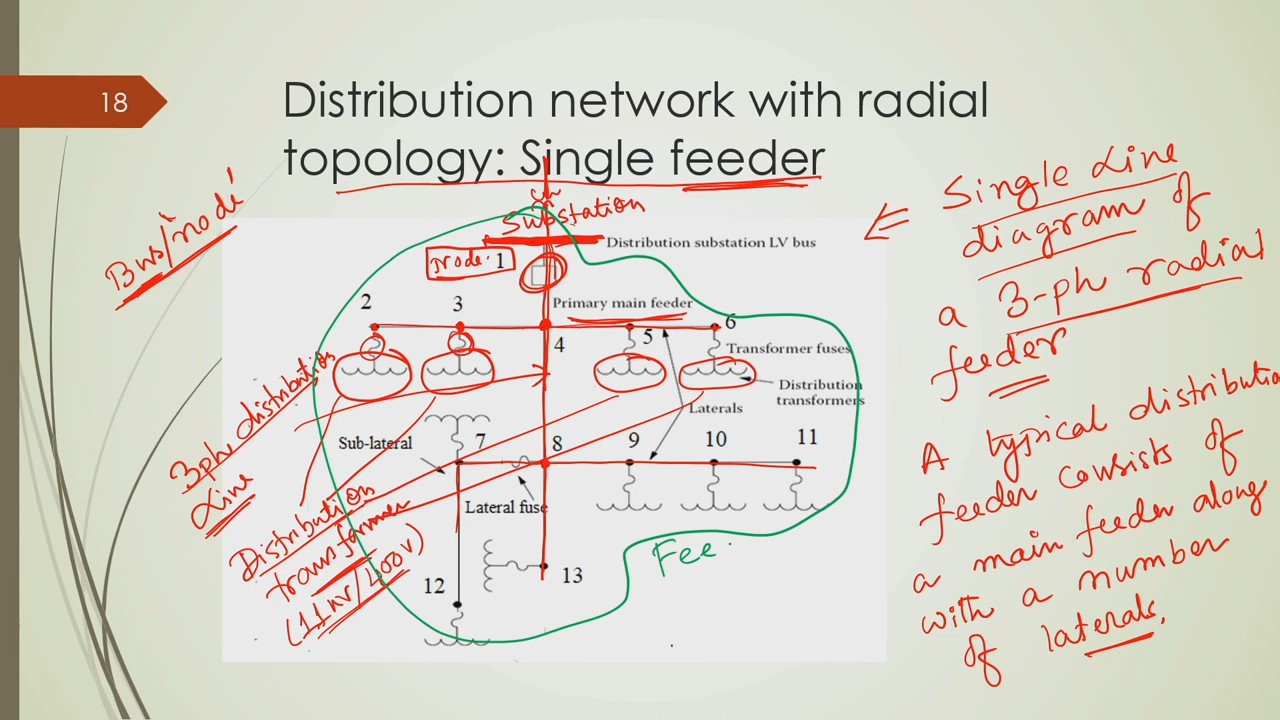 18
Distribution network with radial
topology: Single feeder
Bus/node
Substation
Distribution substation LV bus
Node 1
Primary main feeder
2
3
4
5
6
Transformer fuses
Distribution
transformers
Laterals
Sub-lateral
7
8
9
10
11
Lateral fuse
12
13
3ph distribution
Line
Distribution
transformer
(11kv/400v)
Fee
Single Line
diagram of
a 3-ph radial
feeder
A typical distributio
feeder consists of
a main feeder along
with a number
of laterals.